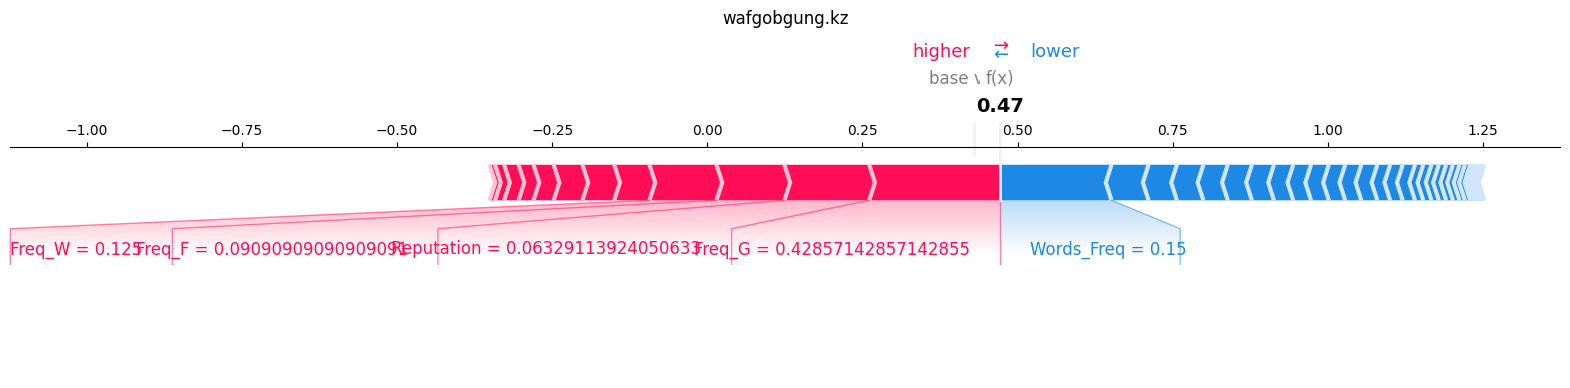 wafgobgung.kz
higher → ← lower
base v f(x)
0.47
−1.00 −0.75 −0.50 −0.25 0.00 0.25 0.50 0.75 1.00 1.25
Freq_W = 0.125 Freq_F = 0.09090909090909091 Reputation = 0.06329113924050633 Freq_G = 0.42857142857142855 Words_Freq = 0.15